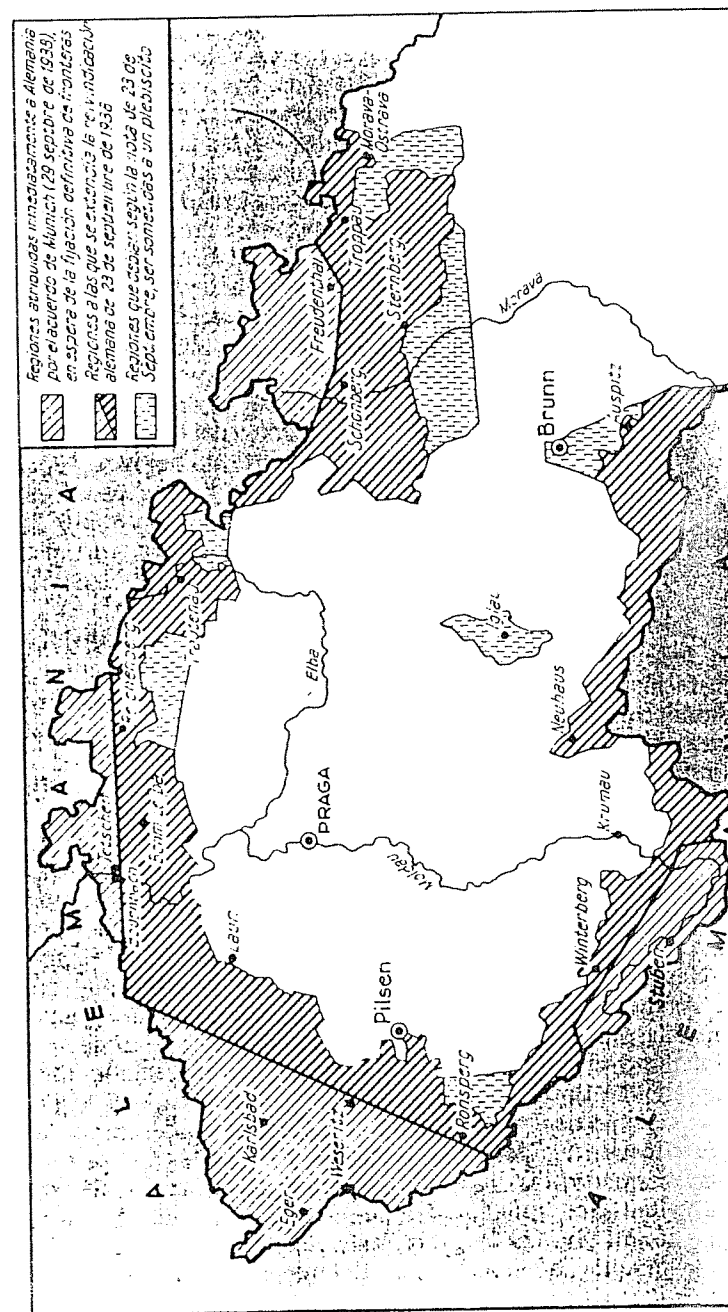 Regiones atribuidas inmediatamente a Alemania
por el acuerdo de Munich (29 septbre de 1938),
en espera de la fijación definitiva de fronteras
Regiones a las que se extendía la reivindicación
alemana de 23 de septiembre de 1938
Regiones que debían según la nota de 23 de
Septiembre, ser sometidas a un plebiscito
A L E M A N I A
Tetschen
Trautenau
Freudenthal
Troppau
Morava-
Ostrava
Schönberg
Sternberg
Karlsbad
Eger
Weseritz
Laun
PRAGA
Elba
Moldau
Pilsen
Ronsperg
Iglau
Brunn
Morava
Neuhaus
Krumau
Winterberg
A L E M